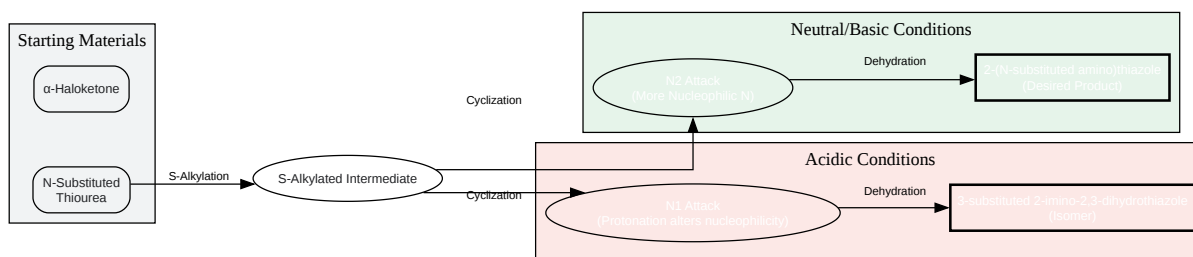 Starting Materials
α-Haloketone
N-Substituted
Thiourea
S-Alkylation
S-Alkylated Intermediate
Cyclization
Cyclization
Neutral/Basic Conditions
N2 Attack
(More Nucleophilic N)
Dehydration
2-(N-substituted amino)thiazole
(Desired Product)
Acidic Conditions
N1 Attack
(Protonation alters nucleophilicity)
Dehydration
3-substituted 2-imino-2,3-dihydrothiazole
(Isomer)